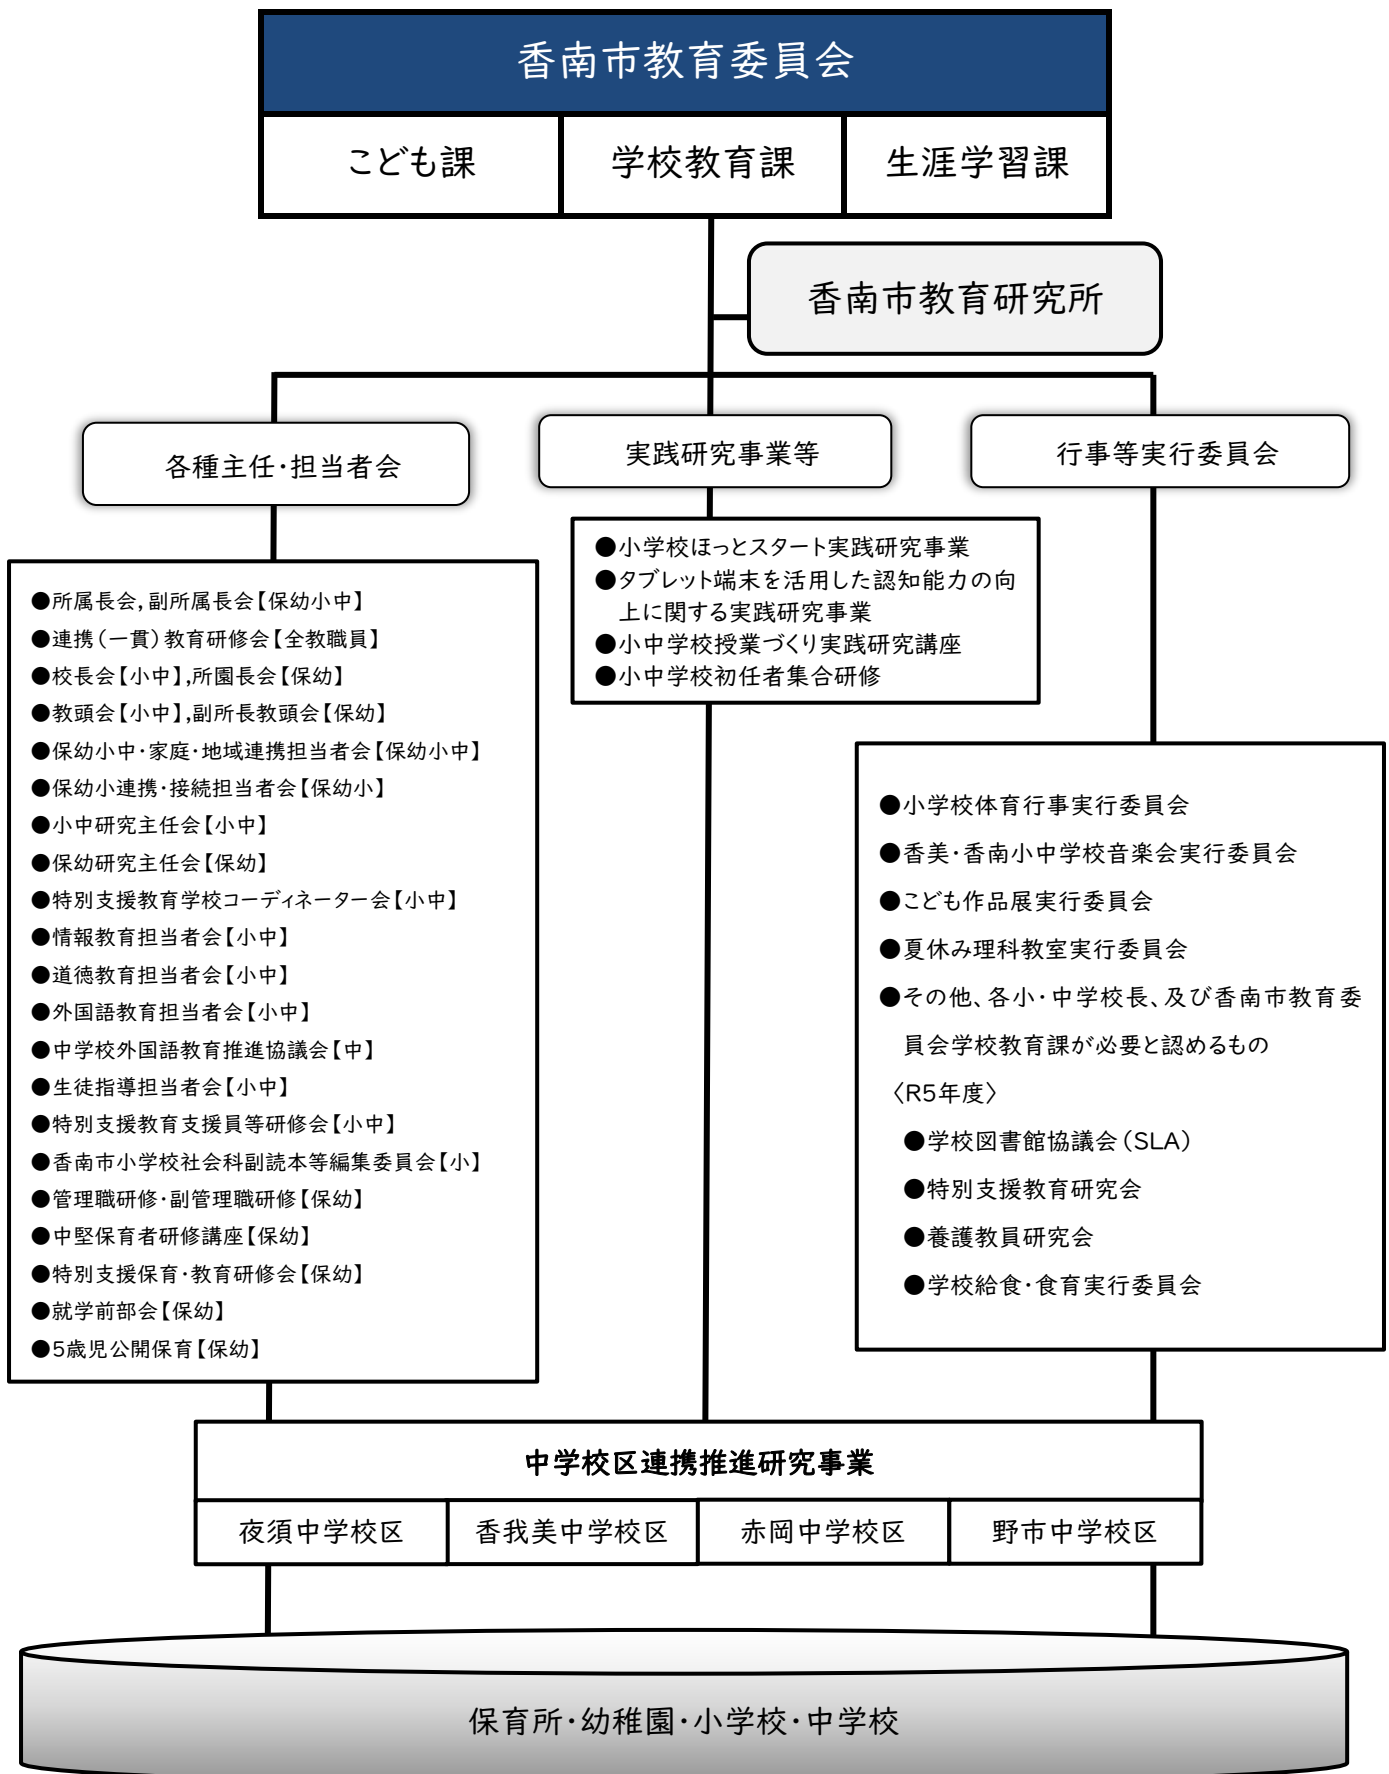 香南市教育委員会
こども課
学校教育課
生涯学習課
香南市教育研究所
各種主任・担当者会
実践研究事業等
行事等実行委員会
●所属長会,副所属長会【保幼小中】
●連携(一貫)教育研修会【全教職員】
●校長会【小中】,所園長会【保幼】
●教頭会【小中】,副所長教頭会【保幼】
●保幼小中・家庭・地域連携担当者会【保幼小中】
●保幼小連携・接続担当者会【保幼小】
●小中研究主任会【小中】
●保幼研究主任会【保幼】
●特別支援教育学校コーディネーター会【小中】
●情報教育担当者会【小中】
●道徳教育担当者会【小中】
●外国語教育担当者会【小中】
●中学校外国語教育推進協議会【中】
●生徒指導担当者会【小中】
●特別支援教育支援員等研修会【小中】
●香南市小学校社会科副読本等編集委員会【小】
●管理職研修・副管理職研修【保幼】
●中堅保育者研修講座【保幼】
●特別支援保育・教育研修会【保幼】
●就学前部会【保幼】
●5歳児公開保育【保幼】
●小学校ほっとスタート実践研究事業
●タブレット端末を活用した認知能力の向
上に関する実践研究事業
●小中学校授業づくり実践研究講座
●小中学校初任者集合研修
●小学校体育行事実行委員会
●香美・香南小中学校音楽会実行委員会
●こども作品展実行委員会
●夏休み理科教室実行委員会
●その他、各小・中学校長、及び香南市教育委
員会学校教育課が必要と認めるもの
〈R5年度〉
●学校図書館協議会(SLA)
●特別支援教育研究会
●養護教員研究会
●学校給食・食育実行委員会
中学校区連携推進研究事業
夜須中学校区
香我美中学校区
赤岡中学校区
野市中学校区
保育所・幼稚園・小学校・中学校